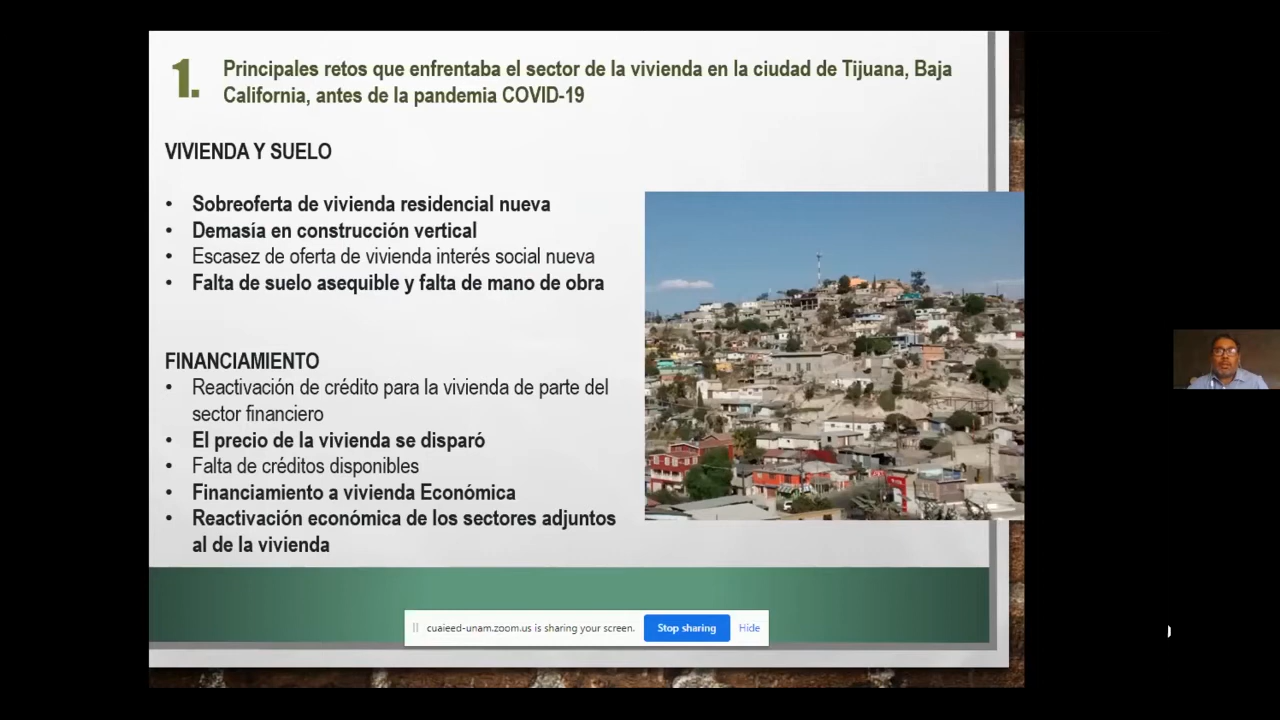 1.
Principales retos que enfrentaba el sector de la vivienda en la ciudad de Tijuana, Baja
California, antes de la pandemia COVID-19
VIVIENDA Y SUELO
• Sobreoferta de vivienda residencial nueva
• Demasía en construcción vertical
• Escasez de oferta de vivienda interés social nueva
• Falta de suelo asequible y falta de mano de obra
FINANCIAMIENTO
• Reactivación de crédito para la vivienda de parte del
sector financiero
• El precio de la vivienda se disparó
• Falta de créditos disponibles
• Financiamiento a vivienda Económica
• Reactivación económica de los sectores adjuntos
al de la vivienda
cuaieed-unam.zoom.us is sharing your screen.
Stop sharing
Hide